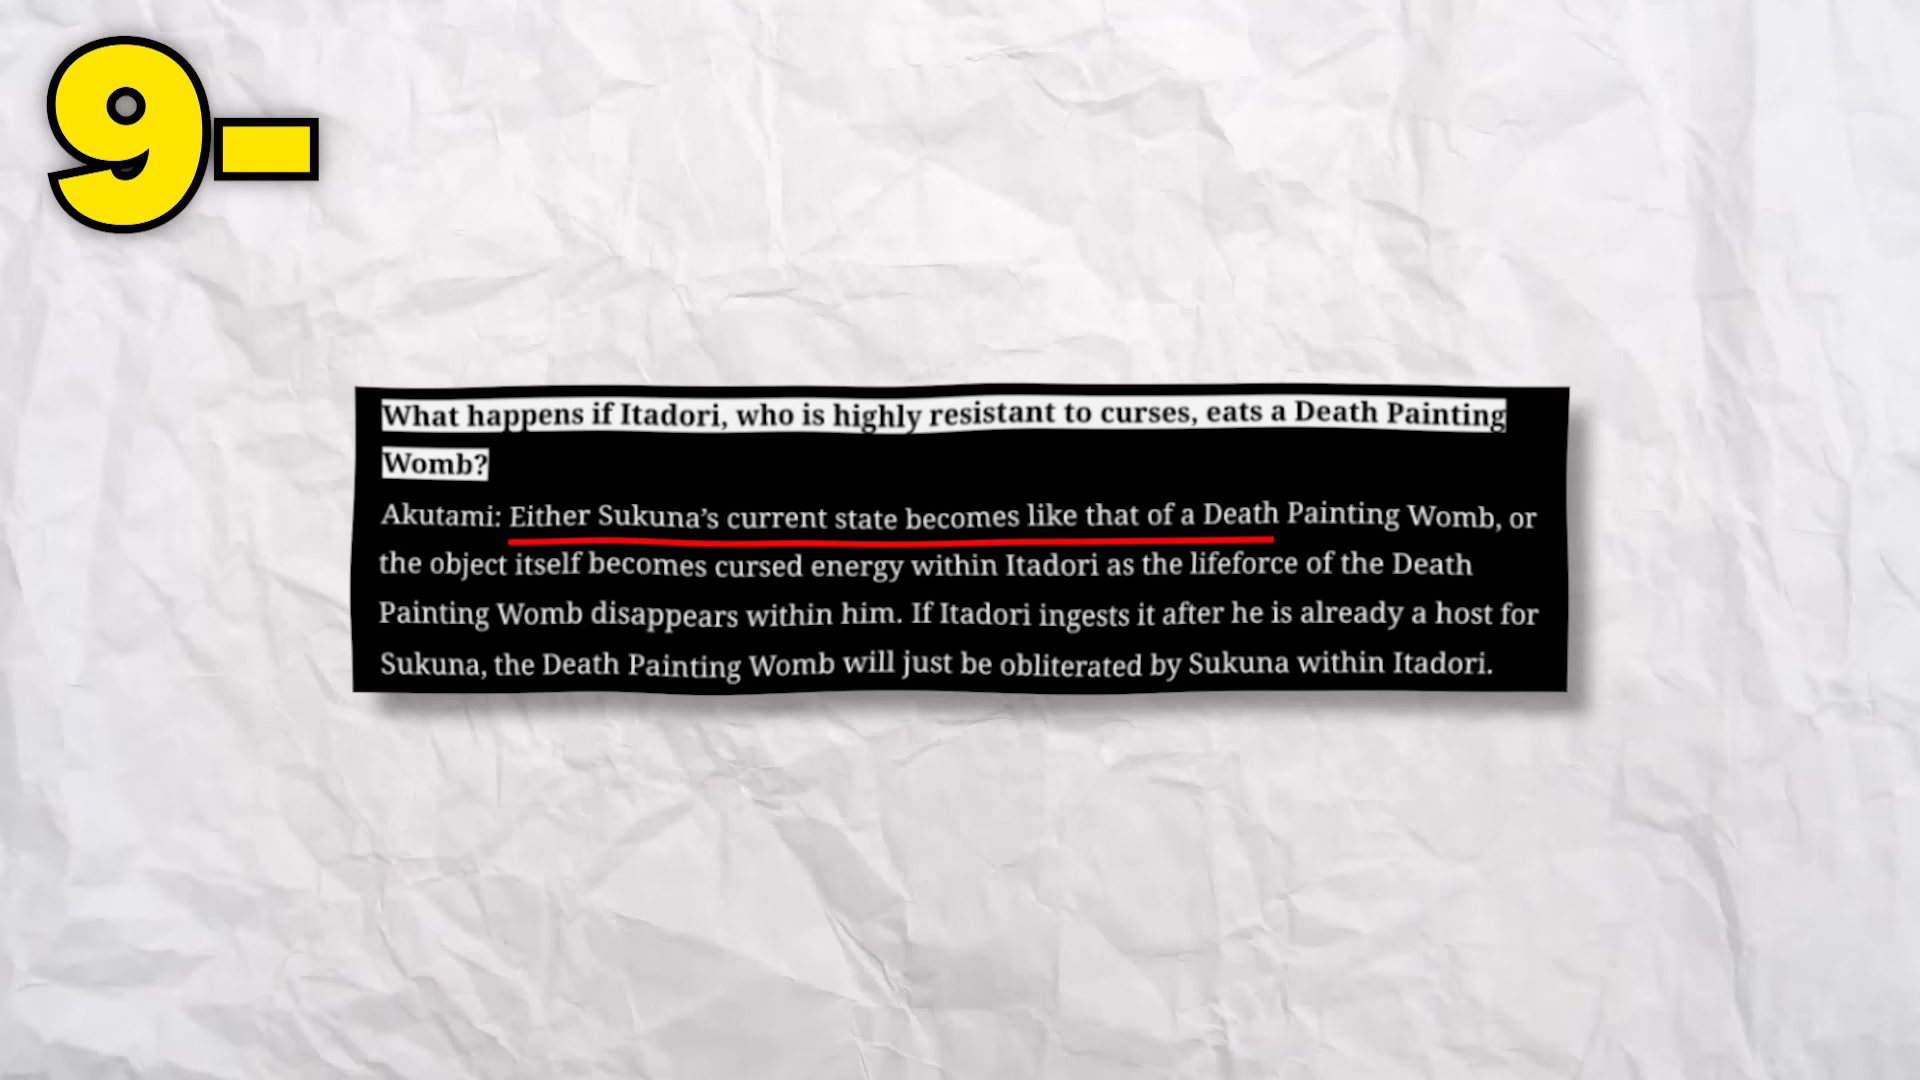 9-
What happens if Itadori, who is highly resistant to curses, eats a Death Painting
Womb?
Akutami: Either Sukuna’s current state becomes like that of a Death Painting Womb, or
the object itself becomes cursed energy within Itadori as the lifeforce of the Death
Painting Womb disappears within him. If Itadori ingests it after he is already a host for
Sukuna, the Death Painting Womb will just be obliterated by Sukuna within Itadori.